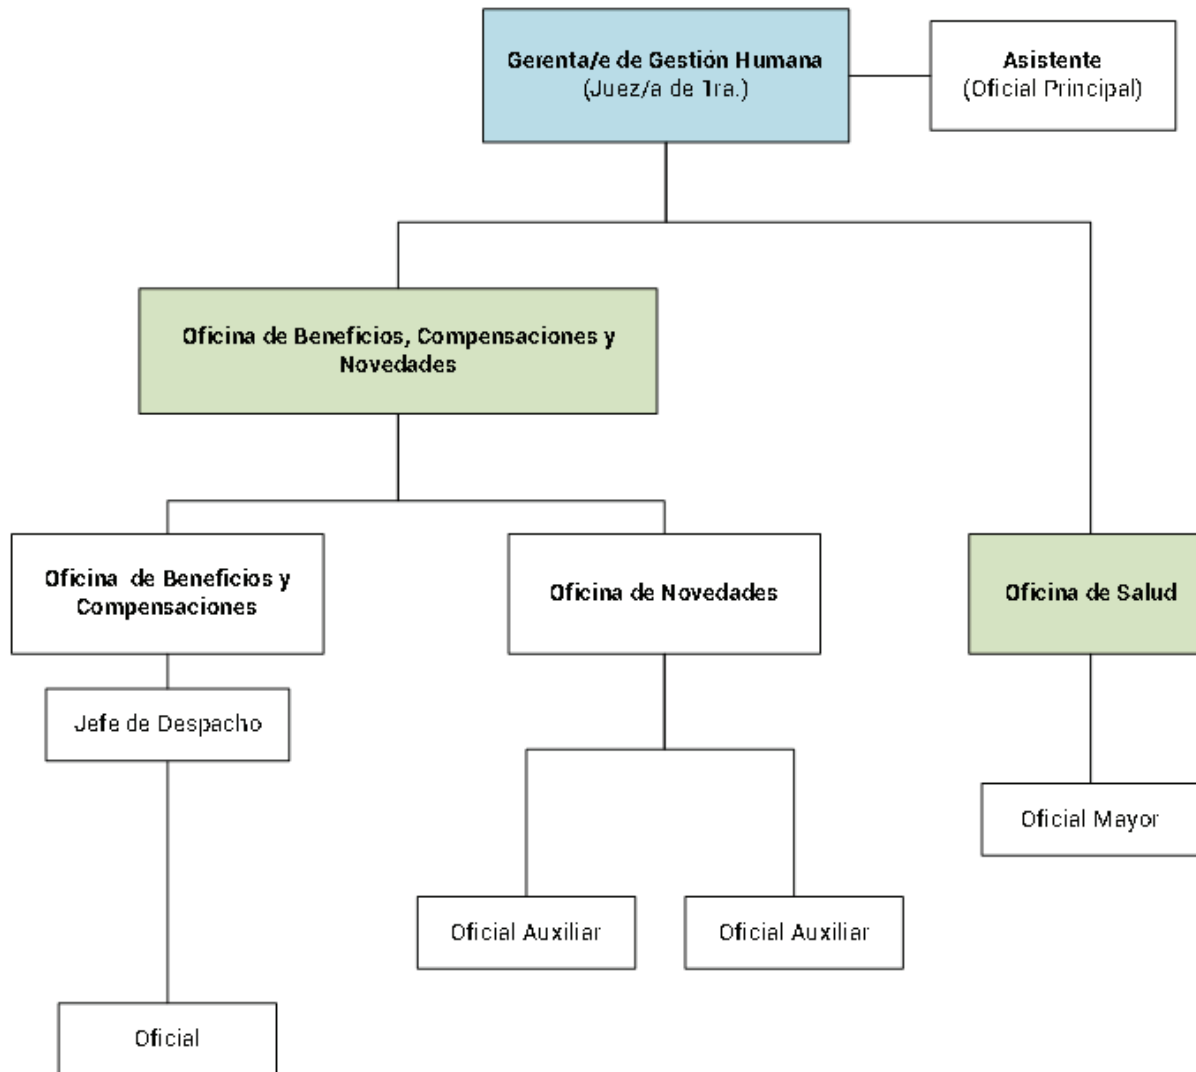 Gerenta/e de Gestión Humana
(Juez/a de 1ra.)
Asistente
(Oficial Principal)
Oficina de Beneficios, Compensaciones y
Novedades
Oficina de Beneficios y
Compensaciones
Oficina de Novedades
Oficina de Salud
Jefe de Despacho
Oficial Mayor
Oficial Auxiliar
Oficial Auxiliar
Oficial